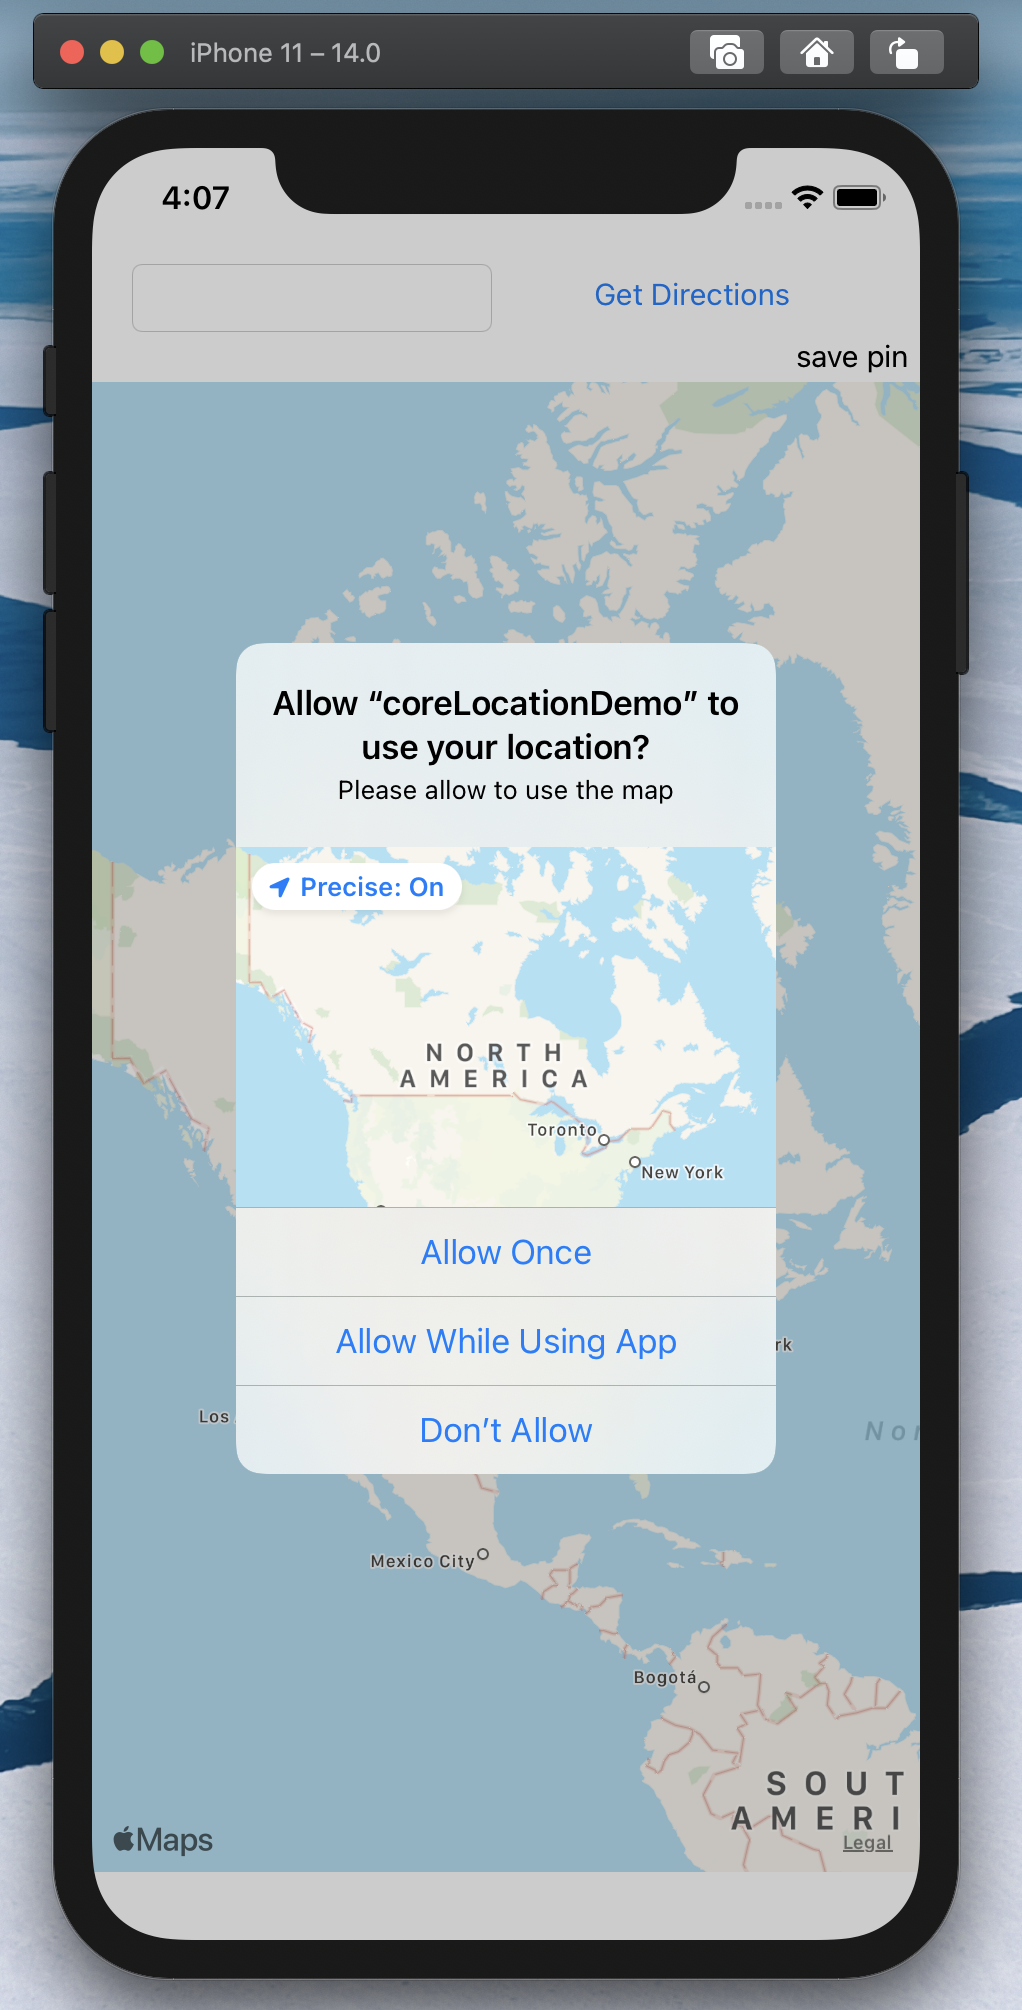 iPhone 11 – 14.0
4:07
Get Directions
save pin
Allow “coreLocationDemo” to
use your location?
Please allow to use the map
Precise: On
NORTH
AMERICA
Toronto
New York
Allow Once
Allow While Using App
rk
Los
Don’t Allow
Nor
Mexico City
Bogotá
SOUT
AMERI
Maps
Legal